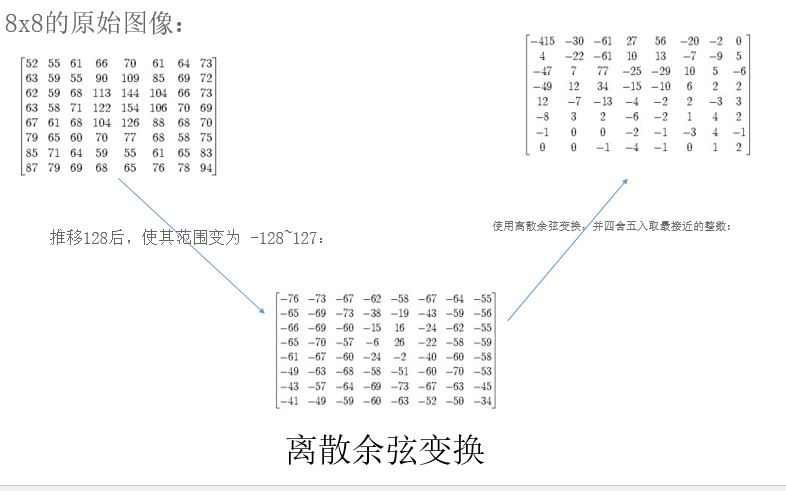 8x8的原始图像：
52 55 61 66 70 61 64 73
63 59 55 90 109 85 69 72
62 59 68 113 144 104 66 73
63 58 71 122 154 106 70 69
67 61 68 104 126 88 68 70
79 65 60 70 77 68 58 75
85 71 64 59 55 61 65 83
87 79 69 68 65 76 78 94
-415 -30 -61 27 56 -20 -2 0
4 -22 -61 10 13 -7 -9 5
-47 7 77 -25 -29 10 5 -6
-49 12 34 -15 -10 6 2 2
12 -7 -13 -4 -2 2 -3 3
-8 3 2 -6 -2 1 4 2
-1 0 0 -2 -1 -3 4 -1
0 0 -1 -4 -1 0 1 2
推移128后，使其范围变为 -128~127：
使用离散余弦变换，并四舍五入取最接近的整数：
-76 -73 -67 -62 -58 -67 -64 -55
-65 -69 -73 -38 -19 -43 -59 -56
-66 -69 -60 -15 16 -24 -62 -55
-65 -70 -57 -6 26 -22 -58 -59
-61 -67 -60 -24 -2 -40 -60 -58
-49 -63 -68 -58 -51 -60 -70 -53
-43 -57 -64 -69 -73 -67 -63 -45
-41 -49 -59 -60 -63 -52 -50 -34
离散余弦变换